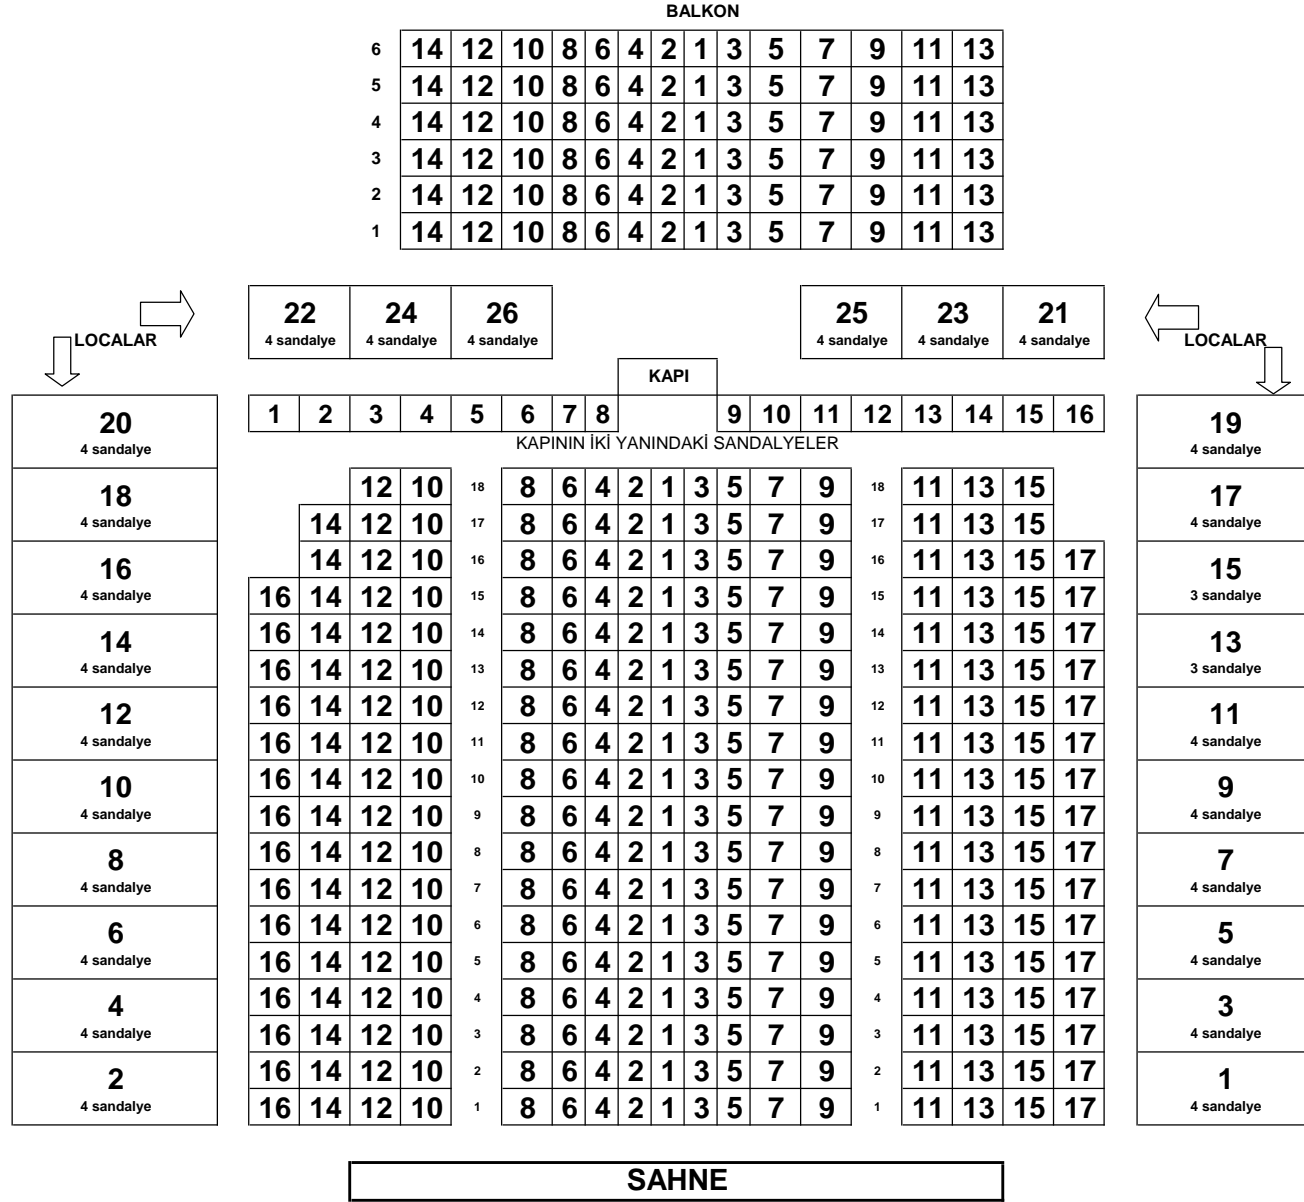 BALKON
6 14 12 10 8 6 4 2 1 3 5 7 9 11 13
5 14 12 10 8 6 4 2 1 3 5 7 9 11 13
4 14 12 10 8 6 4 2 1 3 5 7 9 11 13
3 14 12 10 8 6 4 2 1 3 5 7 9 11 13
2 14 12 10 8 6 4 2 1 3 5 7 9 11 13
1 14 12 10 8 6 4 2 1 3 5 7 9 11 13
22 24 26 25 23 21
4 sandalye 4 sandalye 4 sandalye 4 sandalye 4 sandalye 4 sandalye
LOCALAR LOCALAR
KAPI
1 2 3 4 5 6 7 8 9 10 11 12 13 14 15 16
KAPININ İKİ YANINDAKİ SANDALYELER
20
4 sandalye
18
4 sandalye
16
4 sandalye
14
4 sandalye
12
4 sandalye
10
4 sandalye
8
4 sandalye
6
4 sandalye
4
4 sandalye
2
4 sandalye
12 10 18 8 6 4 2 1 3 5 7 9 18 11 13 15
14 12 10 17 8 6 4 2 1 3 5 7 9 17 11 13 15
14 12 10 16 8 6 4 2 1 3 5 7 9 16 11 13 15 17
16 14 12 10 15 8 6 4 2 1 3 5 7 9 15 11 13 15 17
16 14 12 10 14 8 6 4 2 1 3 5 7 9 14 11 13 15 17
16 14 12 10 13 8 6 4 2 1 3 5 7 9 13 11 13 15 17
16 14 12 10 12 8 6 4 2 1 3 5 7 9 12 11 13 15 17
16 14 12 10 11 8 6 4 2 1 3 5 7 9 11 11 13 15 17
16 14 12 10 10 8 6 4 2 1 3 5 7 9 10 11 13 15 17
16 14 12 10 9 8 6 4 2 1 3 5 7 9 9 11 13 15 17
16 14 12 10 8 8 6 4 2 1 3 5 7 9 8 11 13 15 17
16 14 12 10 7 8 6 4 2 1 3 5 7 9 7 11 13 15 17
16 14 12 10 6 8 6 4 2 1 3 5 7 9 6 11 13 15 17
16 14 12 10 5 8 6 4 2 1 3 5 7 9 5 11 13 15 17
16 14 12 10 4 8 6 4 2 1 3 5 7 9 4 11 13 15 17
16 14 12 10 3 8 6 4 2 1 3 5 7 9 3 11 13 15 17
16 14 12 10 2 8 6 4 2 1 3 5 7 9 2 11 13 15 17
16 14 12 10 1 8 6 4 2 1 3 5 7 9 1 11 13 15 17
19
4 sandalye
17
4 sandalye
15
3 sandalye
13
3 sandalye
11
4 sandalye
9
4 sandalye
7
4 sandalye
5
4 sandalye
3
4 sandalye
1
4 sandalye
SAHNE